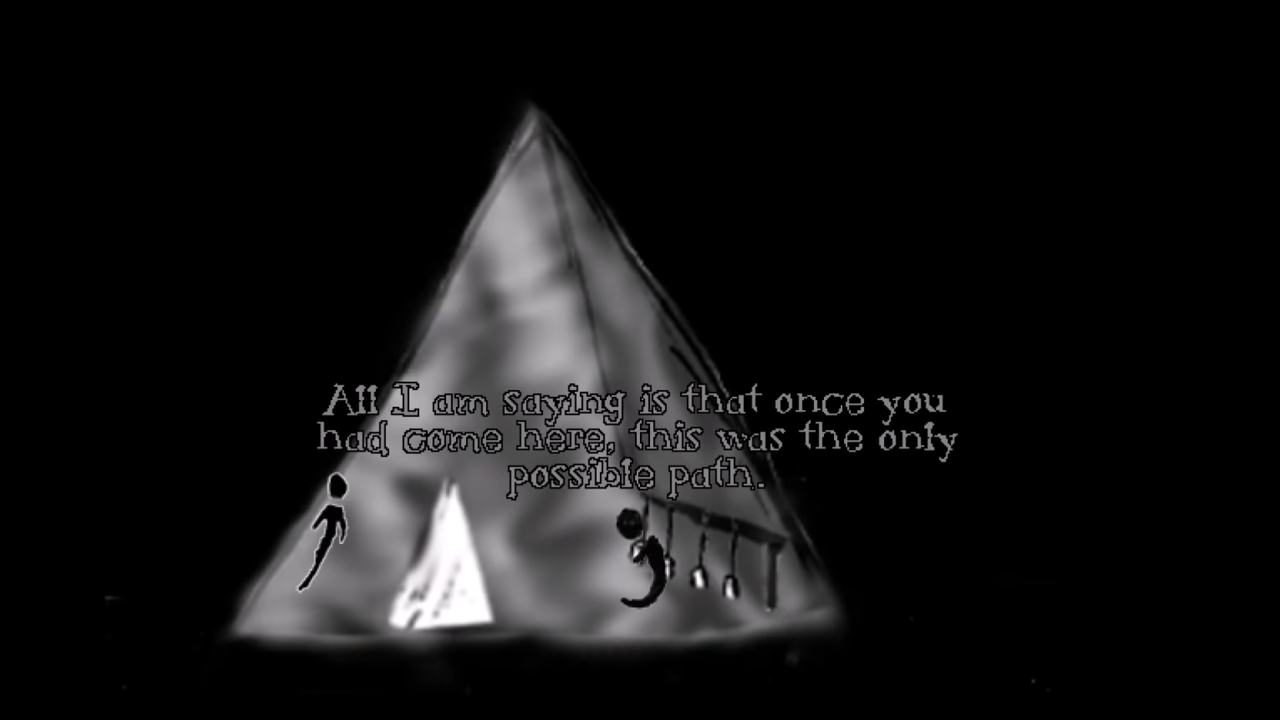 All I am saying is that once you
had come here, this was the only
possible path.